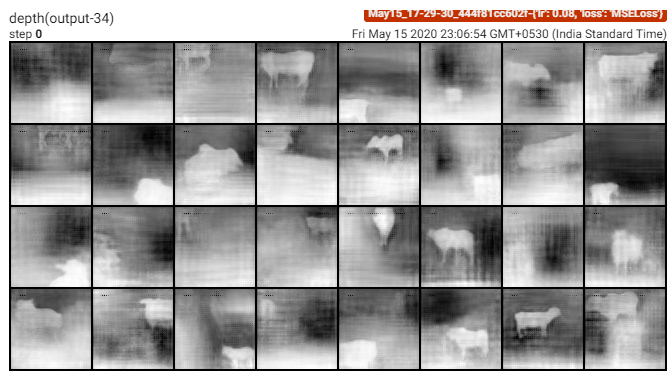 depth(output-34)
May15_17-29-30_444f81cc602f-{'lr': 0.08, 'loss': 'MSELoss'}
step 0
Fri May 15 2020 23:06:54 GMT+0530 (India Standard Time)